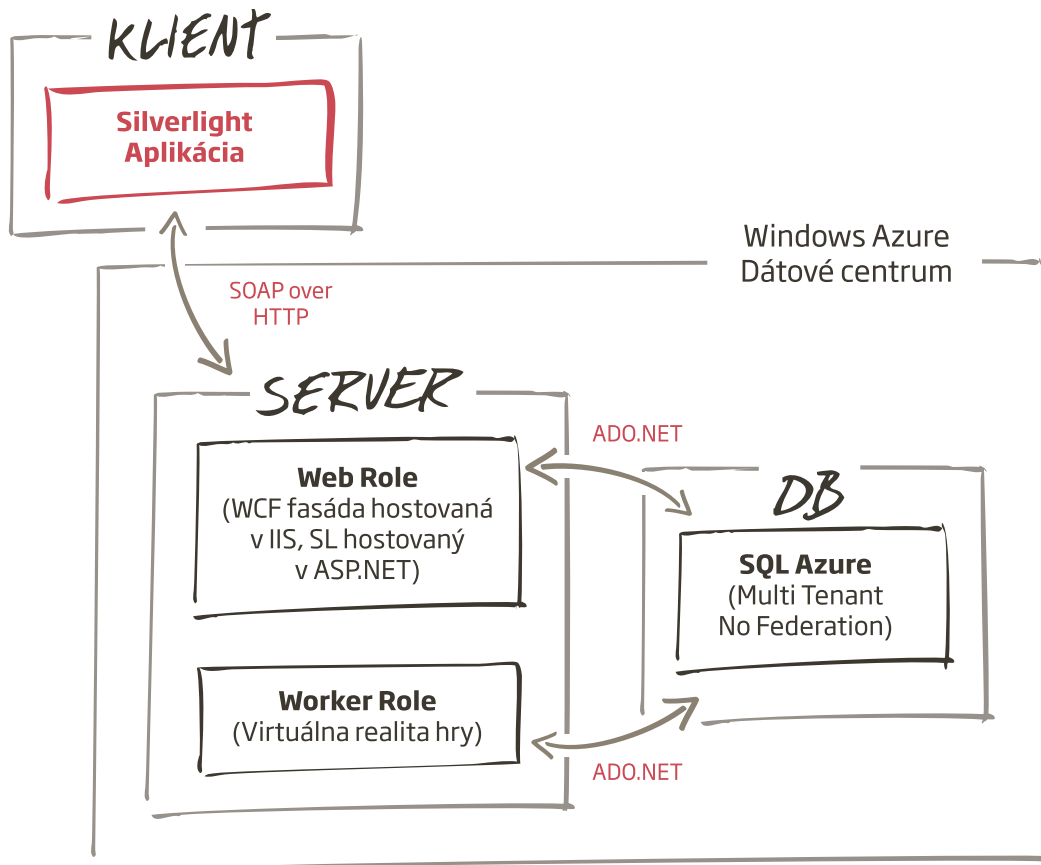 KLIENT
Silverlight
Aplikácia
Windows Azure
Dátové centrum
SOAP over
HTTP
SERVER
ADO.NET
Web Role
(WCF fasáda hostovaná
v IIS, SL hostovaný
v ASP.NET)
DB
SQL Azure
(Multi Tenant
No Federation)
Worker Role
(Virtuálna realita hry)
ADO.NET